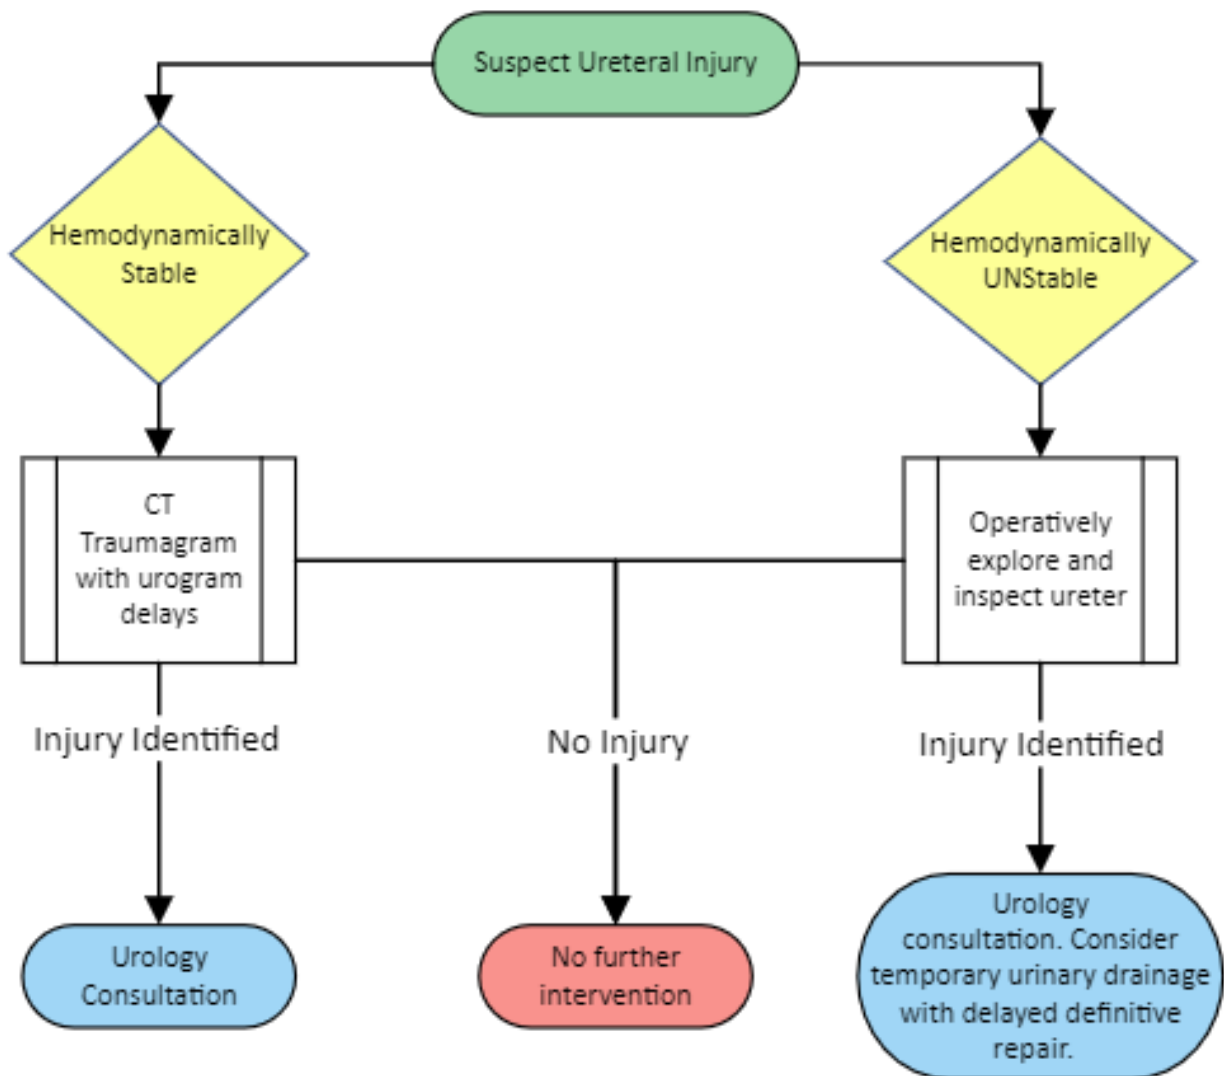 Suspect Ureteral Injury
Hemodynamically
Stable
Hemodynamically
UNStable
CT
Traumagram
with urogram
delays
Operatively
explore and
inspect ureter
Injury Identified
No Injury
Injury Identified
Urology
Consultation
No further
intervention
Urology
consultation. Consider
temporary urinary drainage
with delayed definitive
repair.